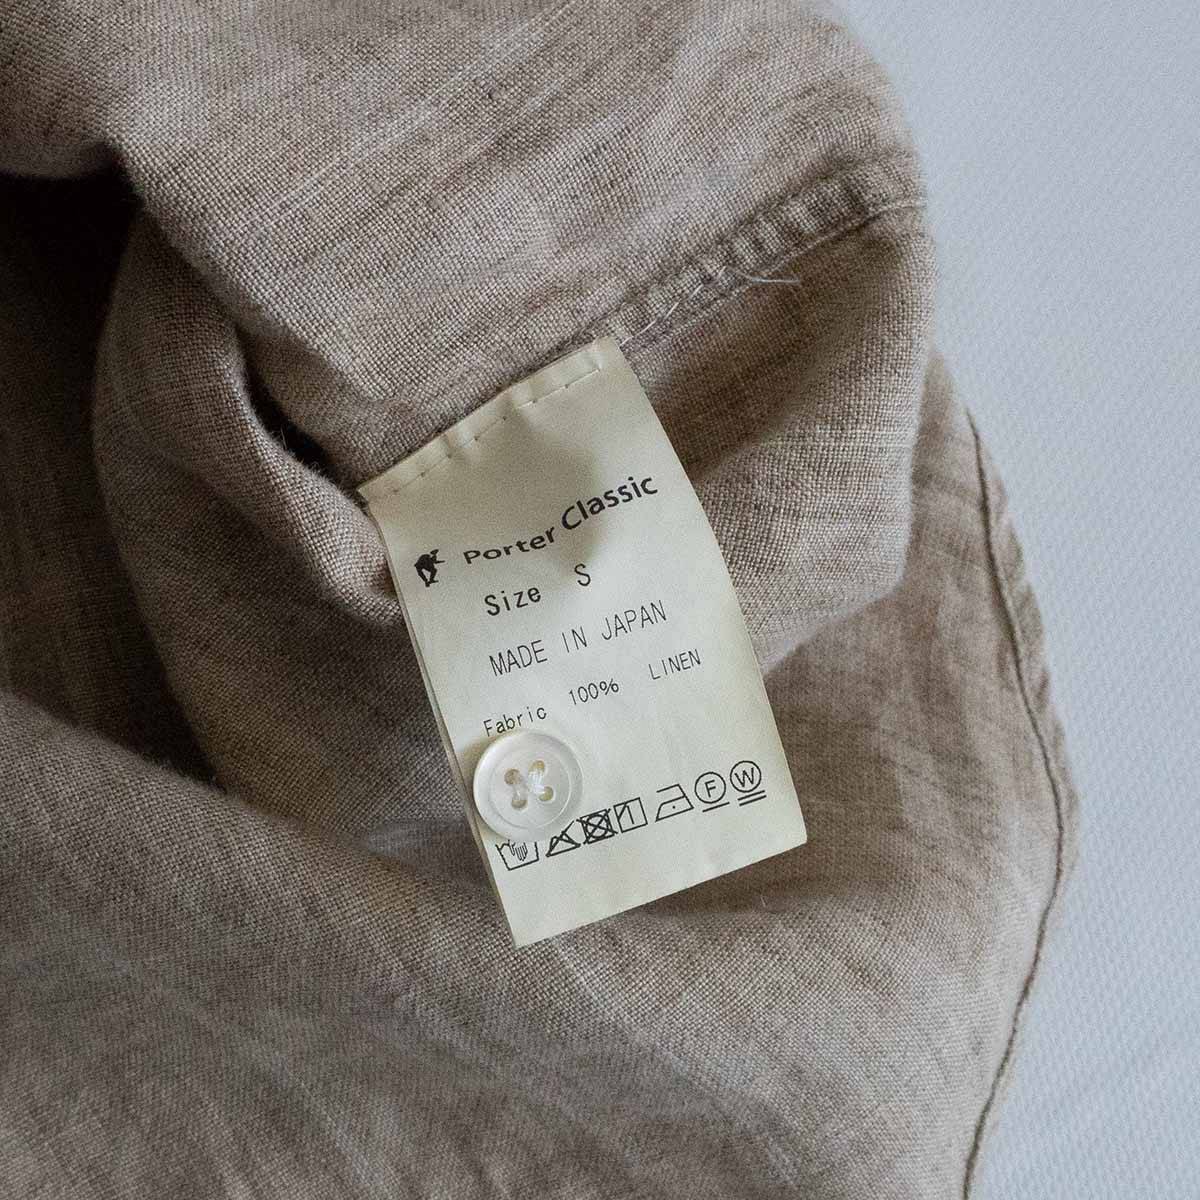 Porter Classic
Size S
MADE IN JAPAN
Fabric 100% LINEN
F W